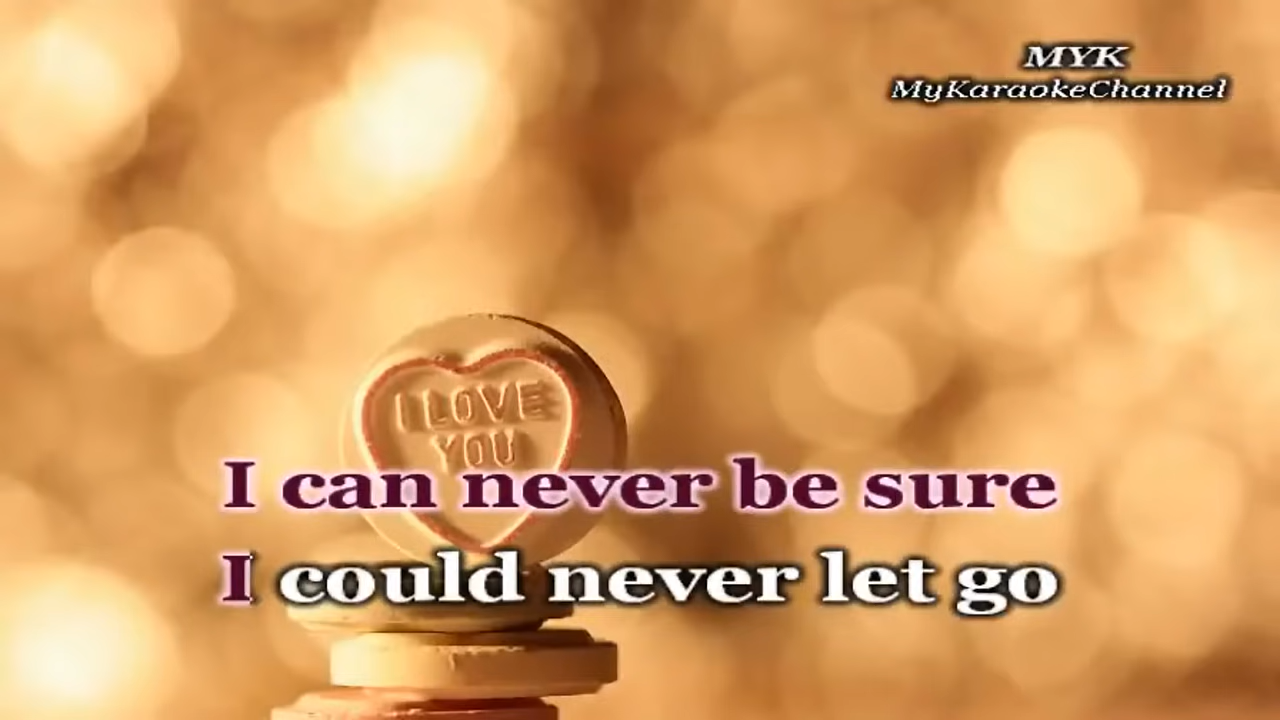 MYK
MyKaraokeChannel
I LOVE
YOU
I can never be sure
I could never let go